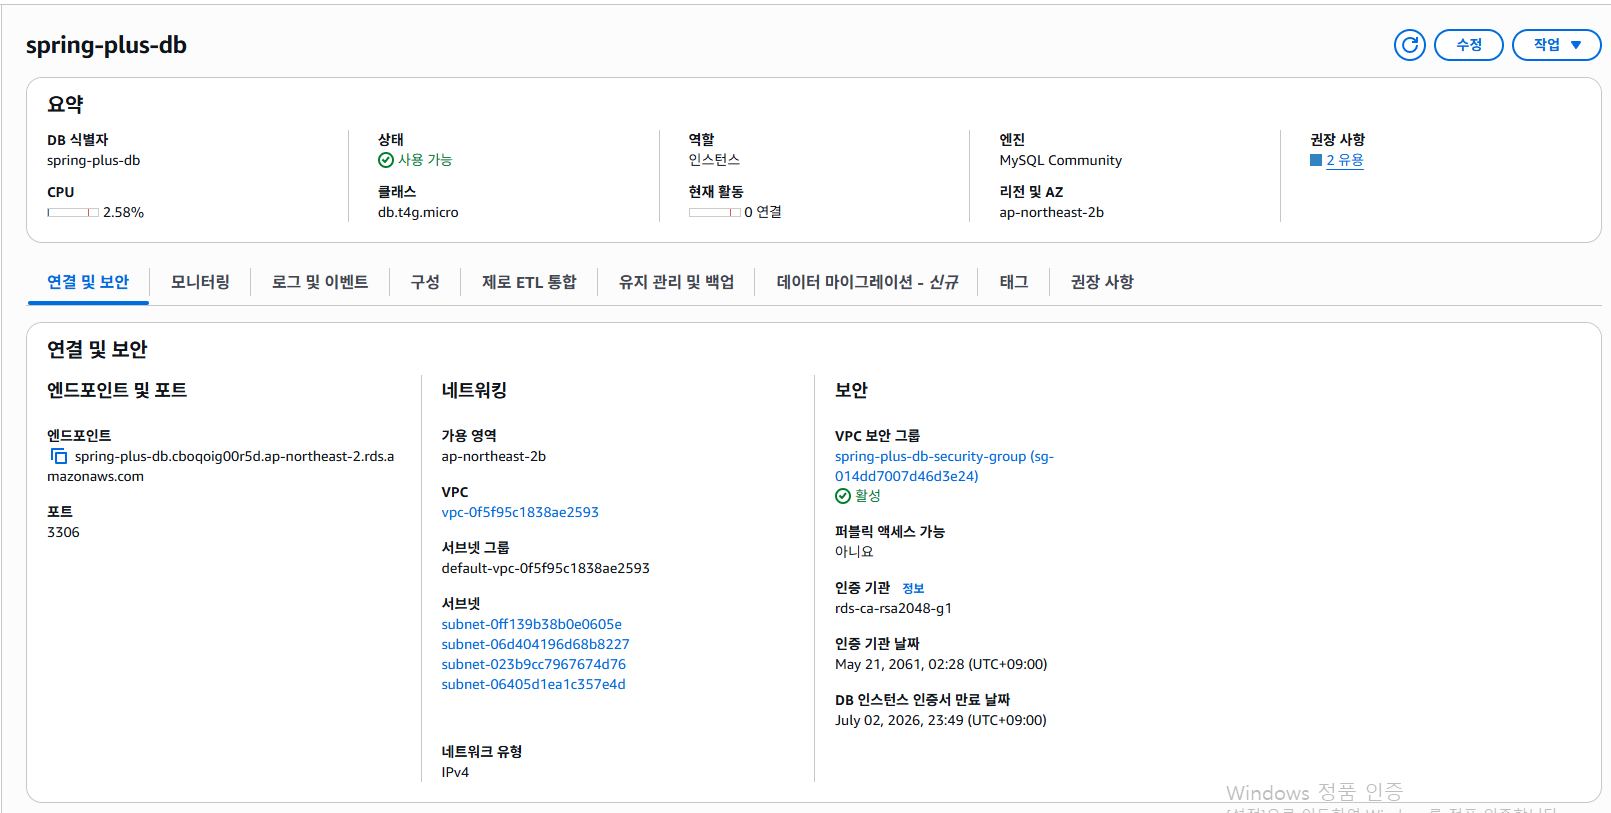 spring-plus-db
수정
작업
요약
DB 식별자
spring-plus-db
CPU
2.58%
상태
사용 가능
클래스
db.t4g.micro
역할
인스턴스
현재 활동
0 연결
엔진
MySQL Community
리전 및 AZ
ap-northeast-2b
권장 사항
2 유용
연결 및 보안
모니터링
로그 및 이벤트
구성
제로 ETL 통합
유지 관리 및 백업
데이터 마이그레이션 - 신규
태그
권장 사항
연결 및 보안
엔드포인트 및 포트
엔드포인트
spring-plus-db.cboqoig00r5d.ap-northeast-2.rds.a
mazonaws.com
포트
3306
네트워킹
가용 영역
ap-northeast-2b
VPC
vpc-0f5f95c1838ae2593
서브넷 그룹
default-vpc-0f5f95c1838ae2593
서브넷
subnet-0ff139b38b0e0605e
subnet-06d404196d68b8227
subnet-023b9cc7967674d76
subnet-06405d1ea1c357e4d
네트워크 유형
IPv4
보안
VPC 보안 그룹
spring-plus-db-security-group (sg-
014dd7007d46d3e24)
활성
퍼블릭 액세스 가능
아니요
인증 기관 정보
rds-ca-rsa2048-g1
인증 기관 날짜
May 21, 2061, 02:28 (UTC+09:00)
DB 인스턴스 인증서 만료 날짜
July 02, 2026, 23:49 (UTC+09:00)
Windows 정품 인증